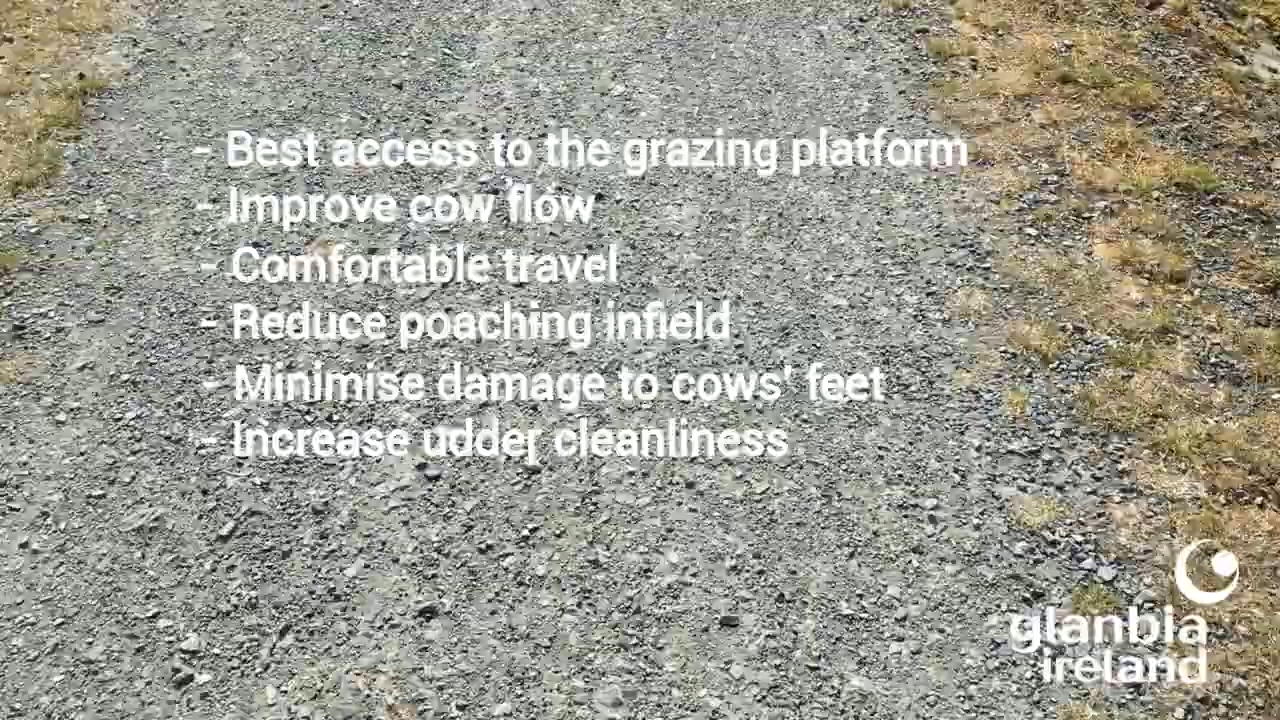 - Best access to the grazing platform
- Improve cow flow
- Comfortable travel
- Reduce poaching infield
- Minimise damage to cows' feet
- Increase udder cleanliness
glanbia
ireland